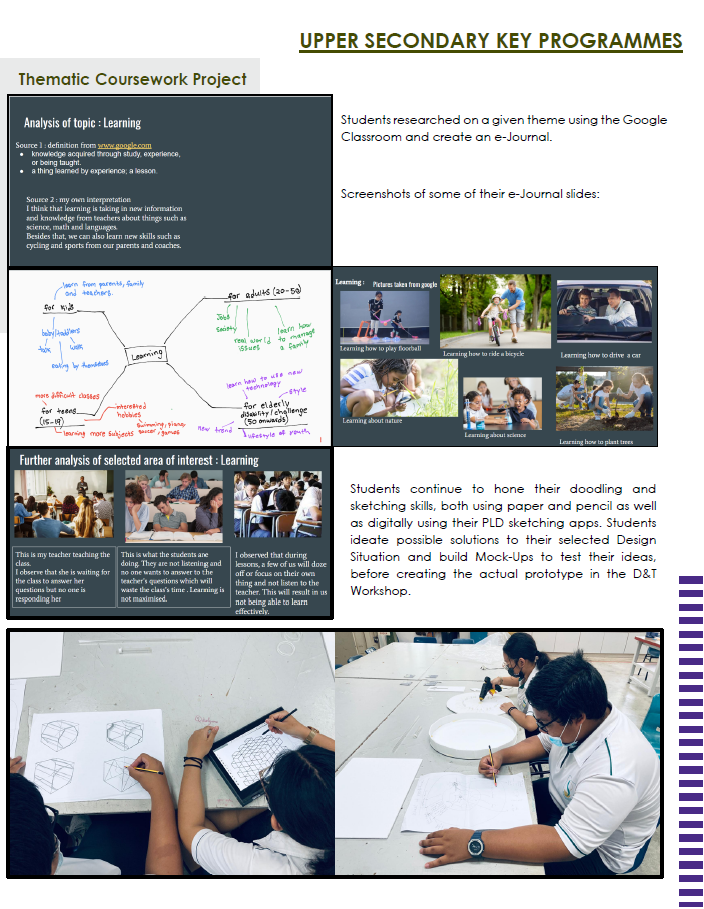 UPPER SECONDARY KEY PROGRAMMES
Thematic Coursework Project
Analysis of topic : Learning
Source 1 : definition from www.google.com
knowledge acquired through study, experience,
or being taught.
a thing learned by experience; a lesson.
Source 2 : my own interpretation
I think that learning is taking in new information
and knowledge from teachers about things such as
science, math and languages.
Besides that, we can also learn new skills such as
cycling and sports from our parents and coaches.
Students researched on a given theme using the Google
Classroom and create an e-Journal.
Screenshots of some of their e-Journal slides:
learn from parents, family
and teachers.
for kids
baby/toddlers
talk
walk
eating by themselves
for adults (20-50)
Jobs
society
real world
issues
learn how
to manage
a family
Learning
more difficult classes
for teens
(15-19)
interested
hobbies
swimming, piano
soccer, games
learning more subjects
learn how to use new
technology
style
for elderly
disability/challenge
(50 onwards)
new trend
lifestyle of youth
1
Learning :
Pictures taken from google
Learning how to play floorball
Learning how to ride a bicycle
Learning how to drive a car
Learning about nature
Learning about science
Learning how to plant trees
Further analysis of selected area of interest : Learning
This is my teacher teaching the
class.
I observe that she is waiting for
the class to answer her
questions but no one is
responding her
This is what the students are
doing. They are not listening and
no one wants to answer to the
teacher's questions which will
waste the class's time . Learning is
not maximised.
I observed that during
lessons, a few of us will doze
off or focus on their own
thing and not listen to the
teacher. This will result in us
not being able to learn
effectively.
Students continue to hone their doodling and
sketching skills, both using paper and pencil as well
as digitally using their PLD sketching apps. Students
ideate possible solutions to their selected Design
Situation and build Mock-Ups to test their ideas,
before creating the actual prototype in the D&T
Workshop.